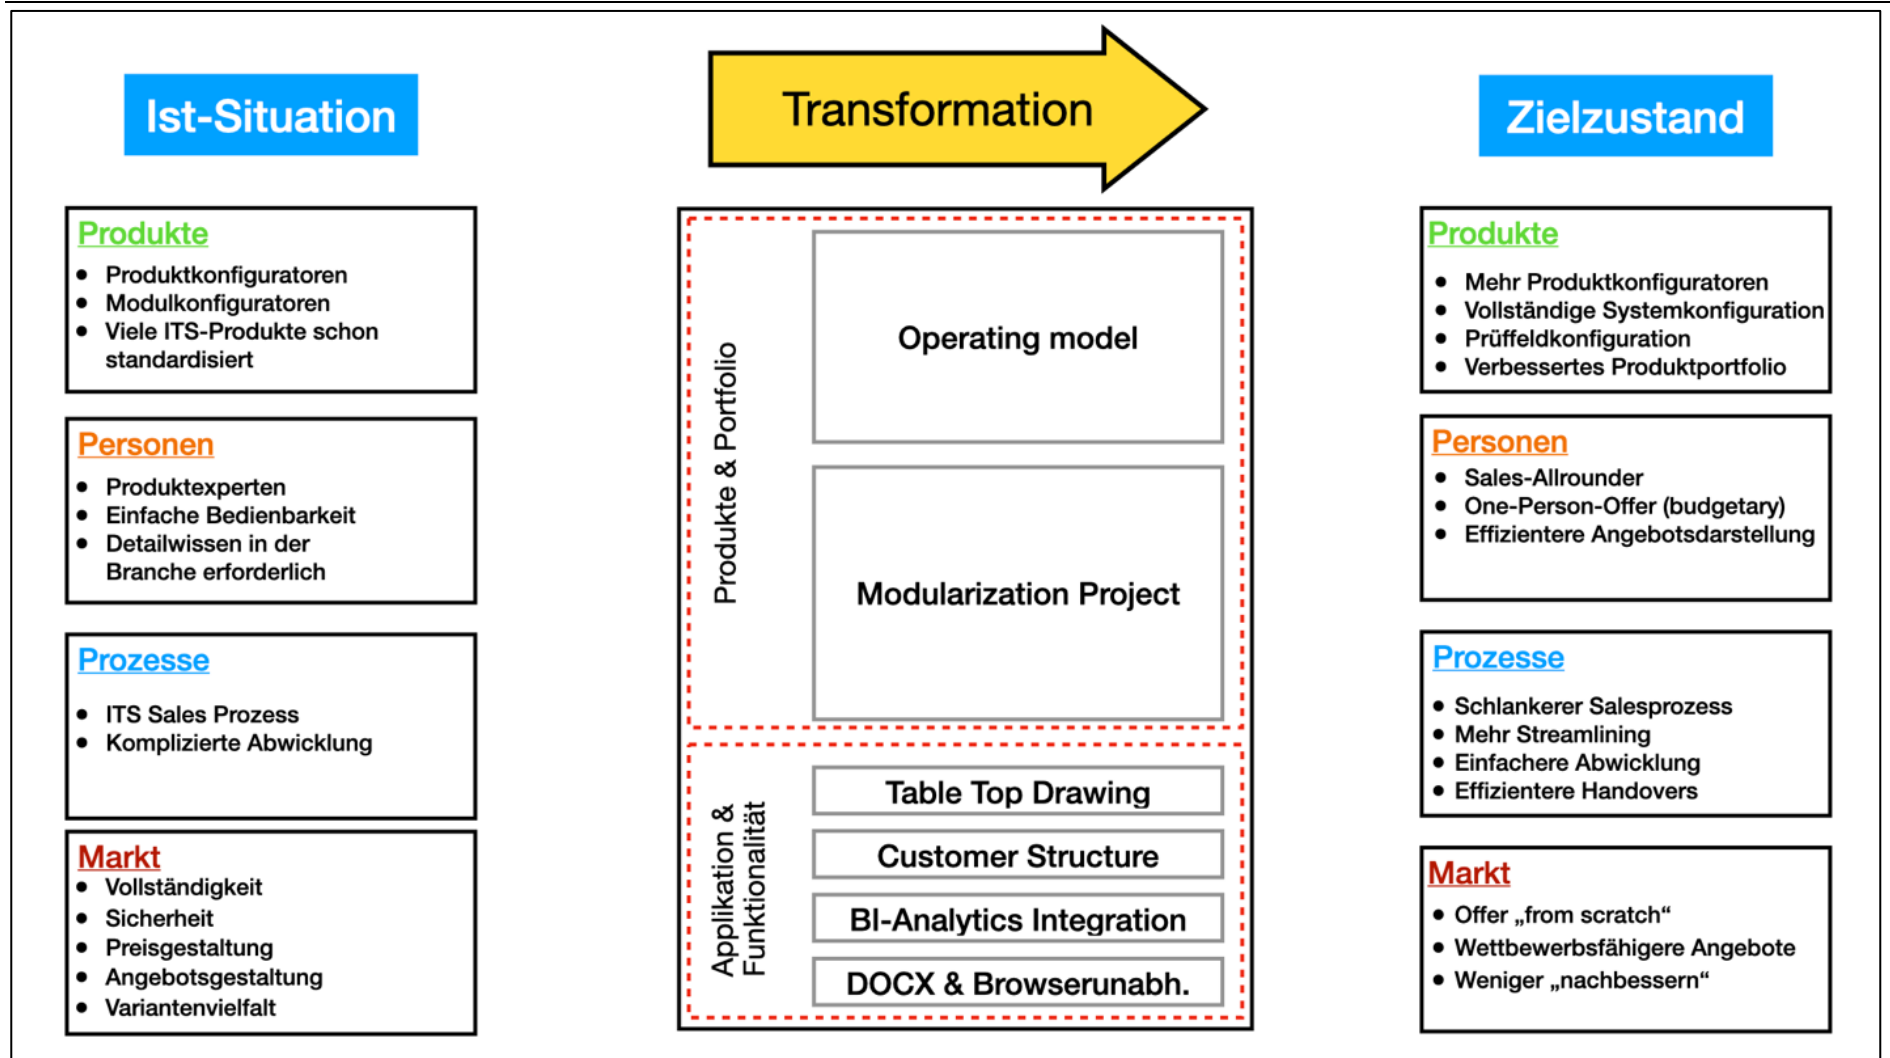 Ist-Situation
Produkte
• Produktkonfiguratoren
• Modulkonfiguratoren
• Viele ITS-Produkte schon
standardisiert
Personen
• Produktexperten
• Einfache Bedienbarkeit
• Detailwissen in der
Branche erforderlich
Prozesse
• ITS Sales Prozess
• Komplizierte Abwicklung
Markt
• Vollständigkeit
• Sicherheit
• Preisgestaltung
• Angebotsgestaltung
• Variantenvielfalt
Transformation
Produkte & Portfolio
Operating model
Modularization Project
Applikation &
Funktionalität
Table Top Drawing
Customer Structure
BI-Analytics Integration
DOCX & Browserunabh.
Zielzustand
Produkte
• Mehr Produktkonfiguratoren
• Vollständige Systemkonfiguration
• Prüffeldkonfiguration
• Verbessertes Produktportfolio
Personen
• Sales-Allrounder
• One-Person-Offer (budgetary)
• Effizientere Angebotsdarstellung
Prozesse
• Schlankerer Salesprozess
• Mehr Streamlining
• Einfachere Abwicklung
• Effizientere Handovers
Markt
• Offer „from scratch“
• Wettbewerbsfähigere Angebote
• Weniger „nachbessern“